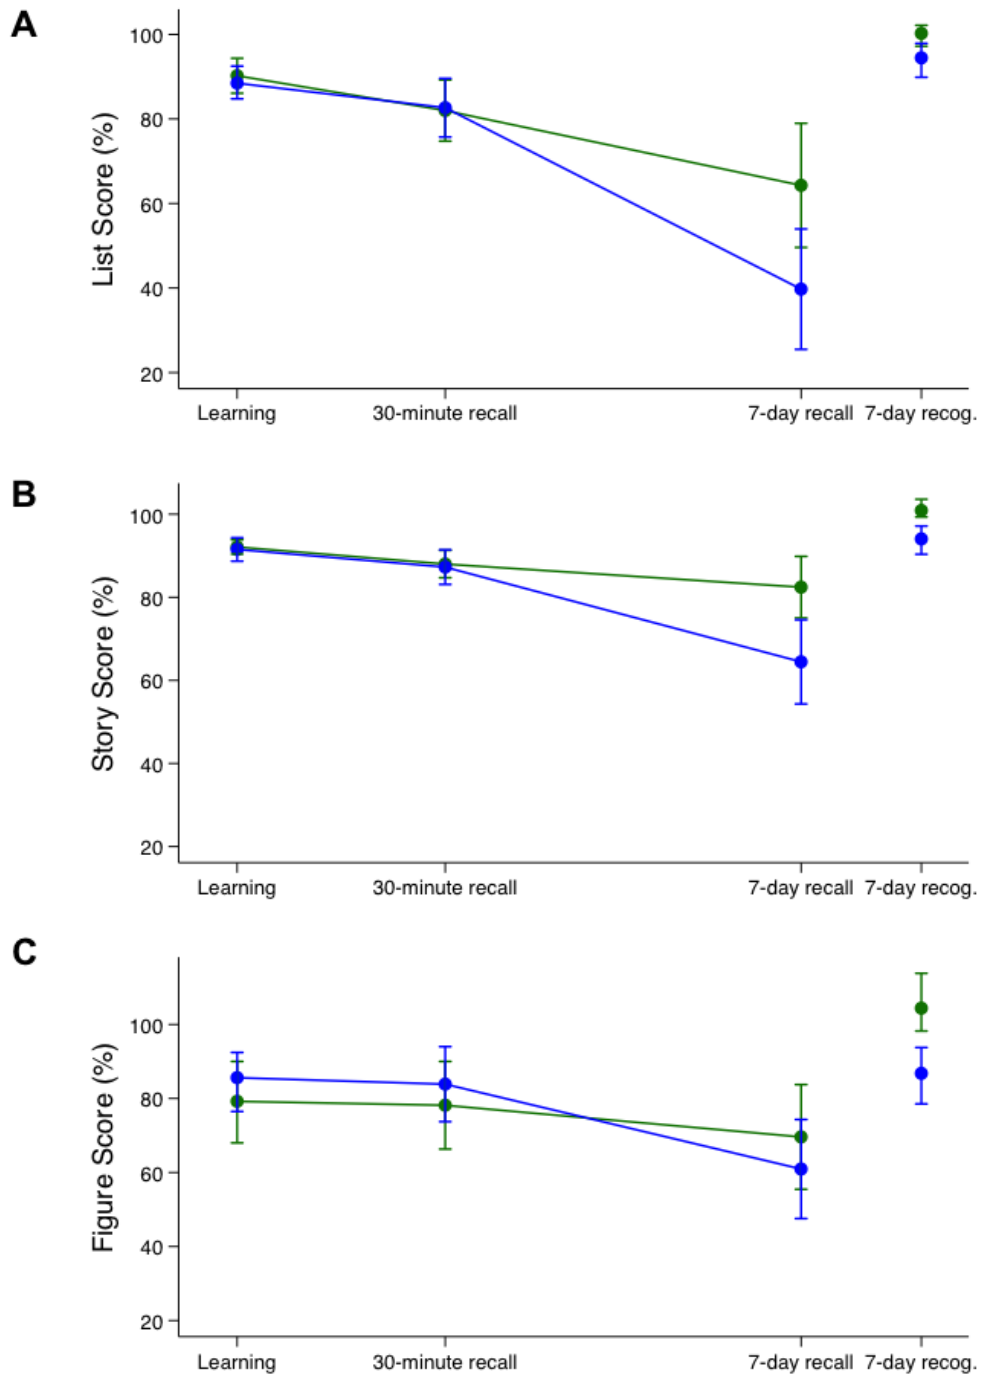 A
List Score (%)
100
80
60
40
20
Learning 30-minute recall 7-day recall 7-day recog.
B
Story Score (%)
100
80
60
40
20
Learning 30-minute recall 7-day recall 7-day recog.
C
Figure Score (%)
100
80
60
40
20
Learning 30-minute recall 7-day recall 7-day recog.